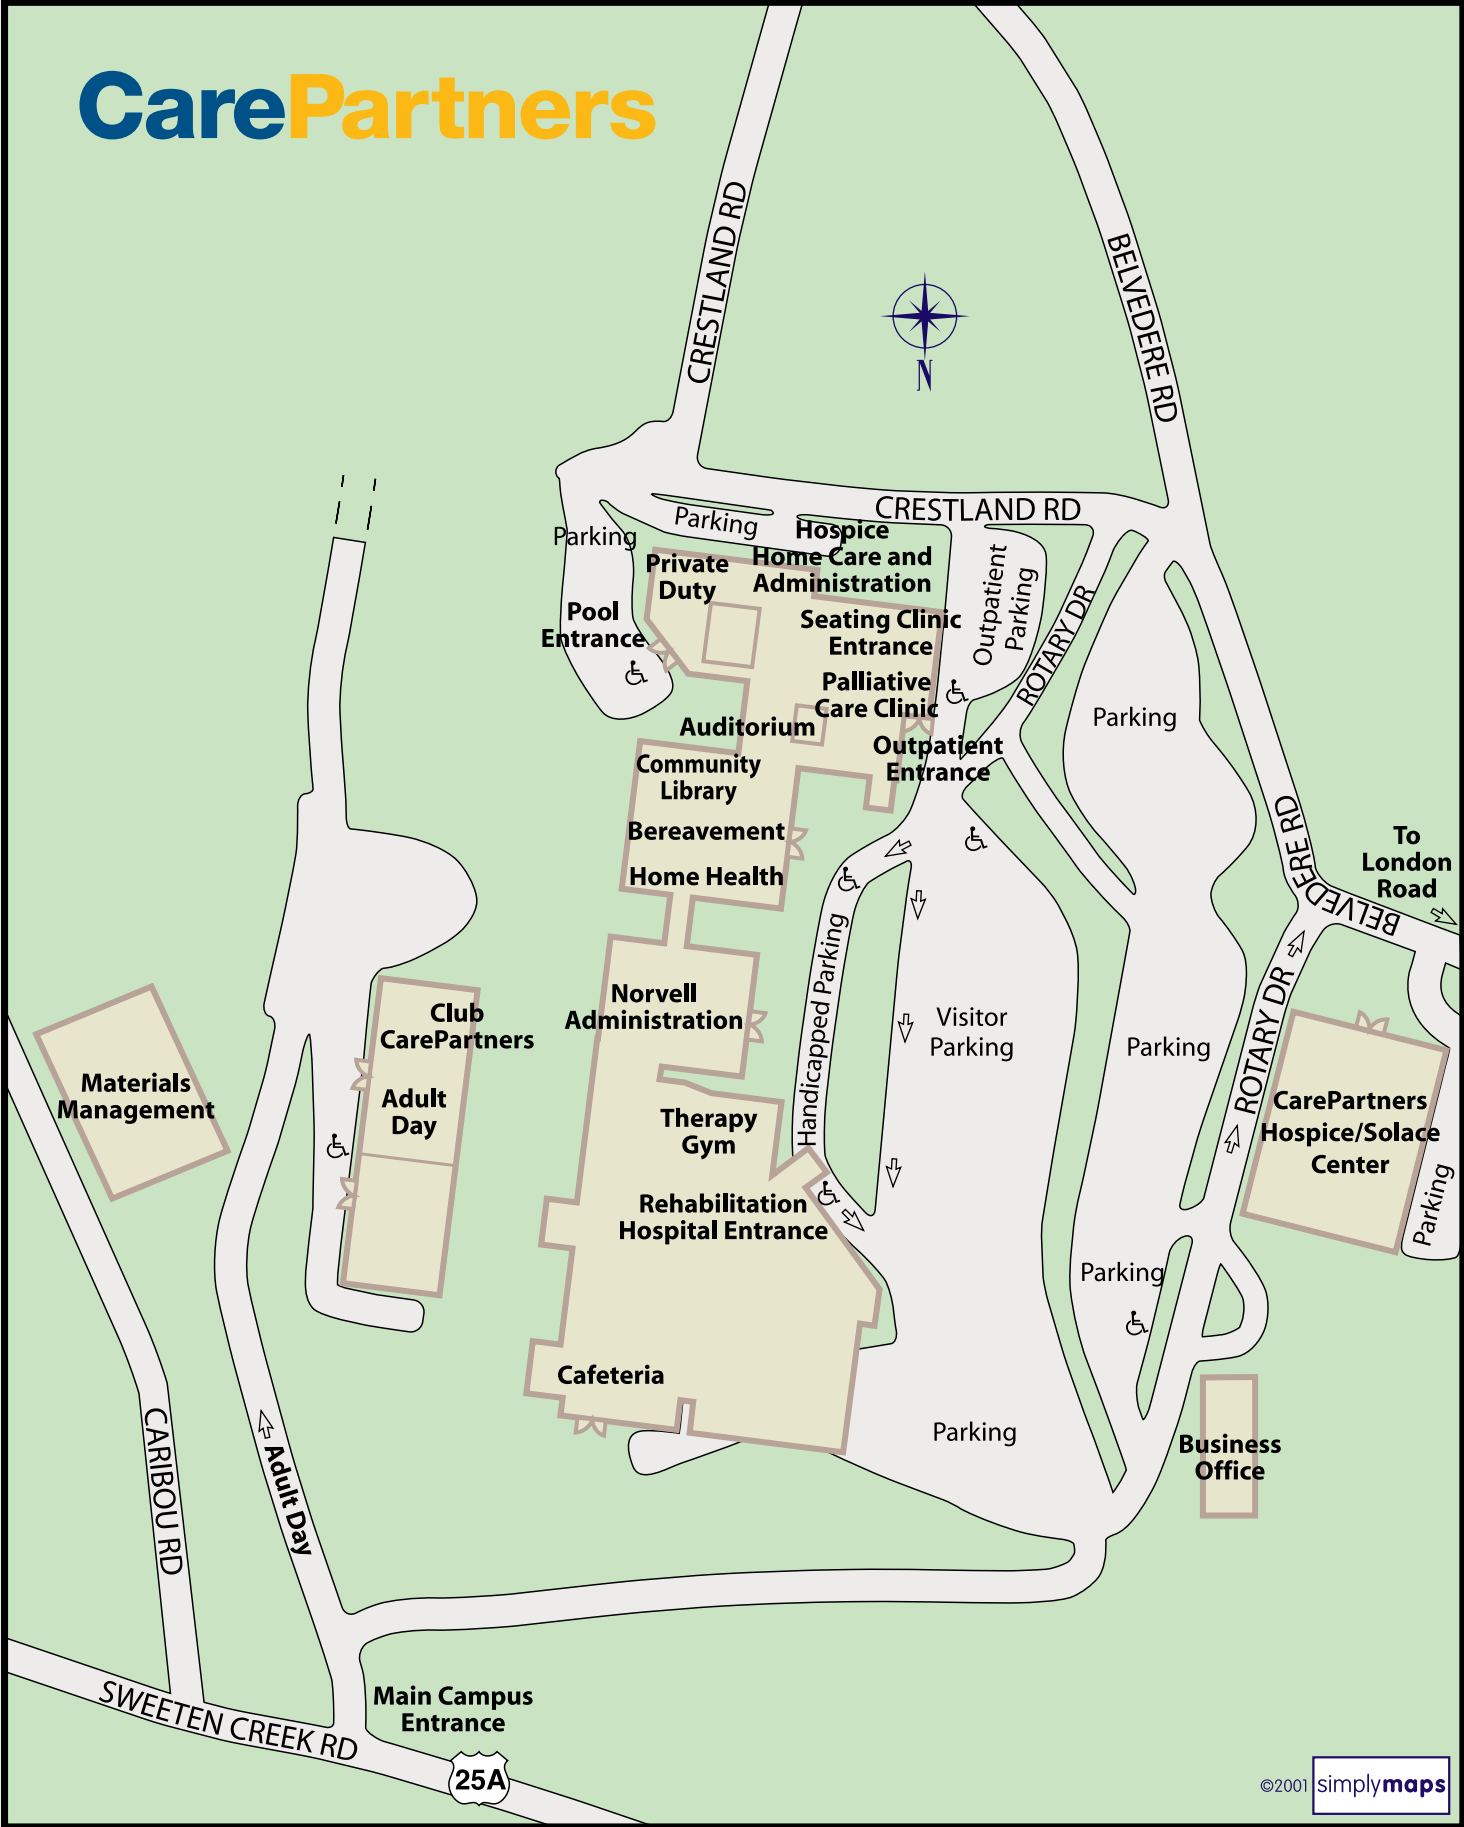 CarePartners
CRESTLAND RD
BELVEDERE RD
N
CRESTLAND RD
Parking
Parking
Hospice
Home Care and
Administration
Private
Duty
Outpatient
Parking
ROTARY DR
Pool
Entrance
Seating Clinic
Entrance
Palliative
Care Clinic
Parking
Auditorium
Outpatient
Entrance
Community
Library
Bereavement
Home Health
BELVEDERE RD
BELVEDERE
To
London
Road
Handicapped Parking
Norvell
Administration
Visitor
Parking
Parking
ROTARY DR
Club
CarePartners
Adult
Day
Materials
Management
Therapy
Gym
CarePartners
Hospice/Solace
Center
Parking
Rehabilitation
Hospital Entrance
Parking
Cafeteria
Parking
Business
Office
CARIBOU RD
Adult Day
SWEETEN CREEK RD
Main Campus
Entrance
25A
©2001 simplymaps